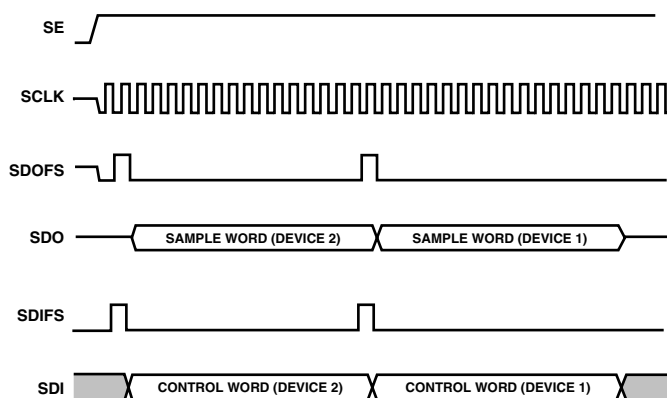 SE
SCLK
SDOFS
SDO
SAMPLE WORD (DEVICE 2)
SAMPLE WORD (DEVICE 1)
SDIFS
SDI
CONTROL WORD (DEVICE 2)
CONTROL WORD (DEVICE 1)